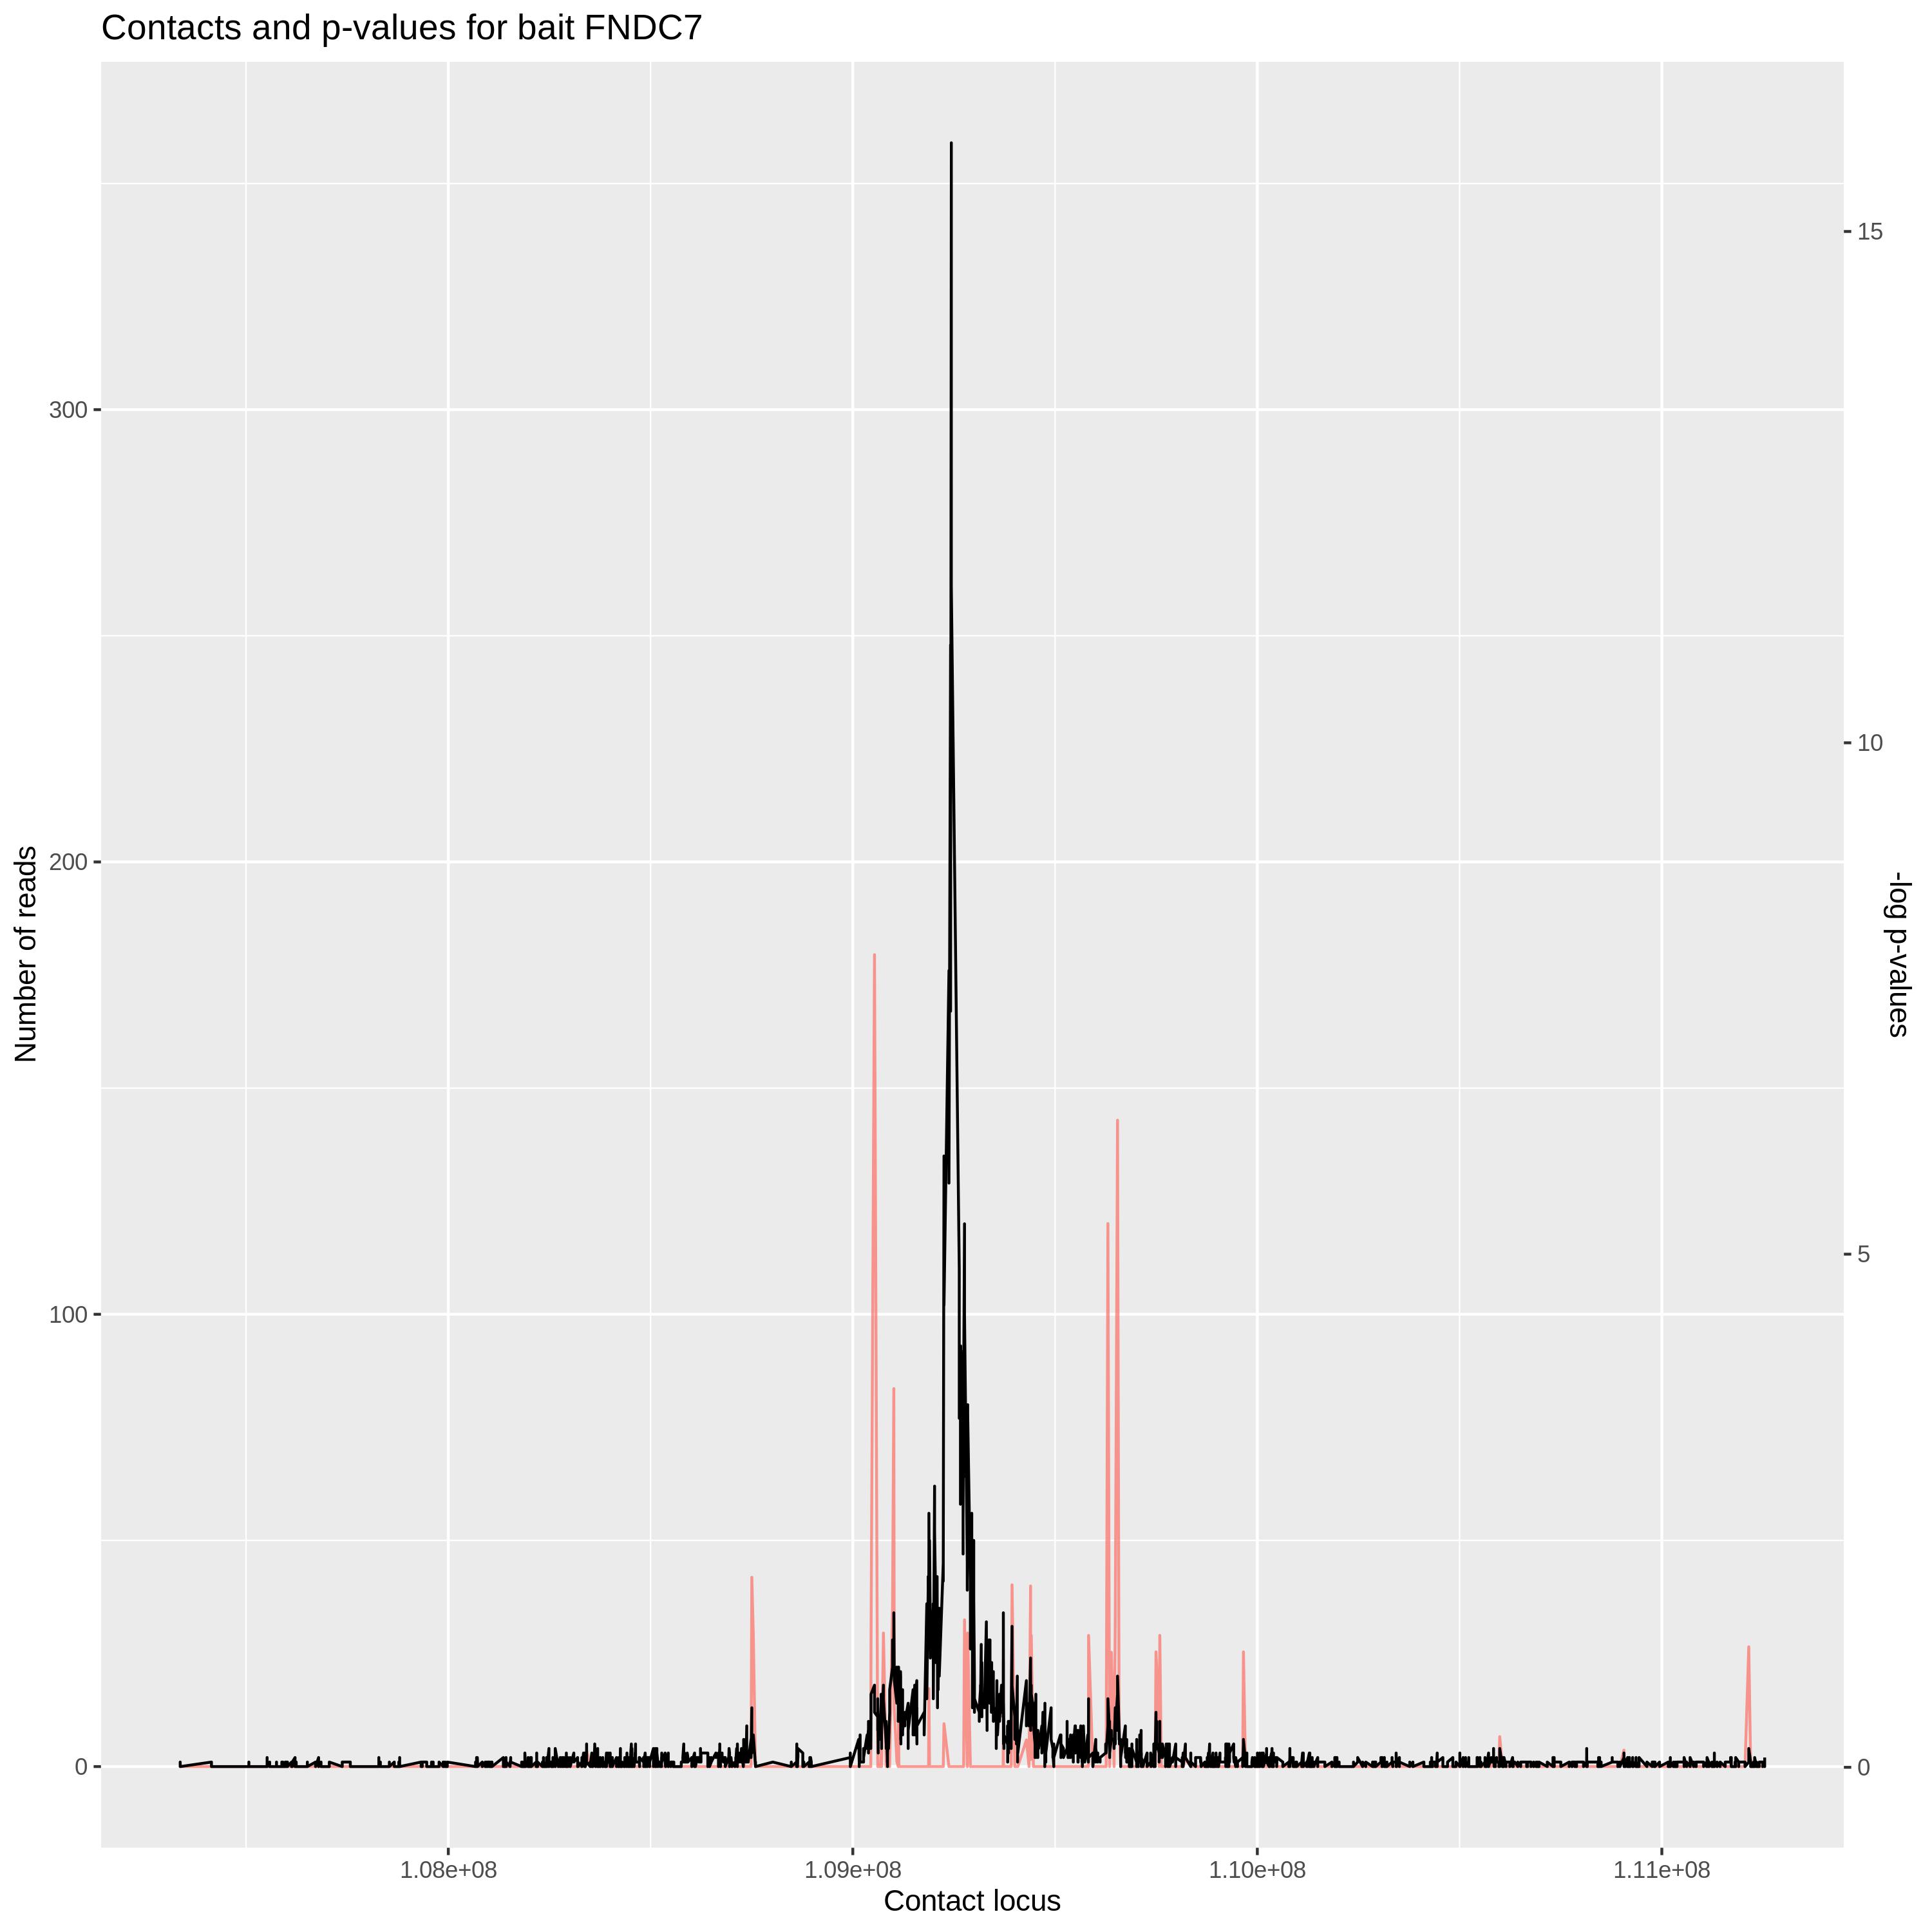 Contacts and p-values for bait FNDC7
300
200
100
0
Number of reads
15
10
5
0
-log p-values
1.08e+08
1.09e+08
1.10e+08
1.11e+08
Contact locus